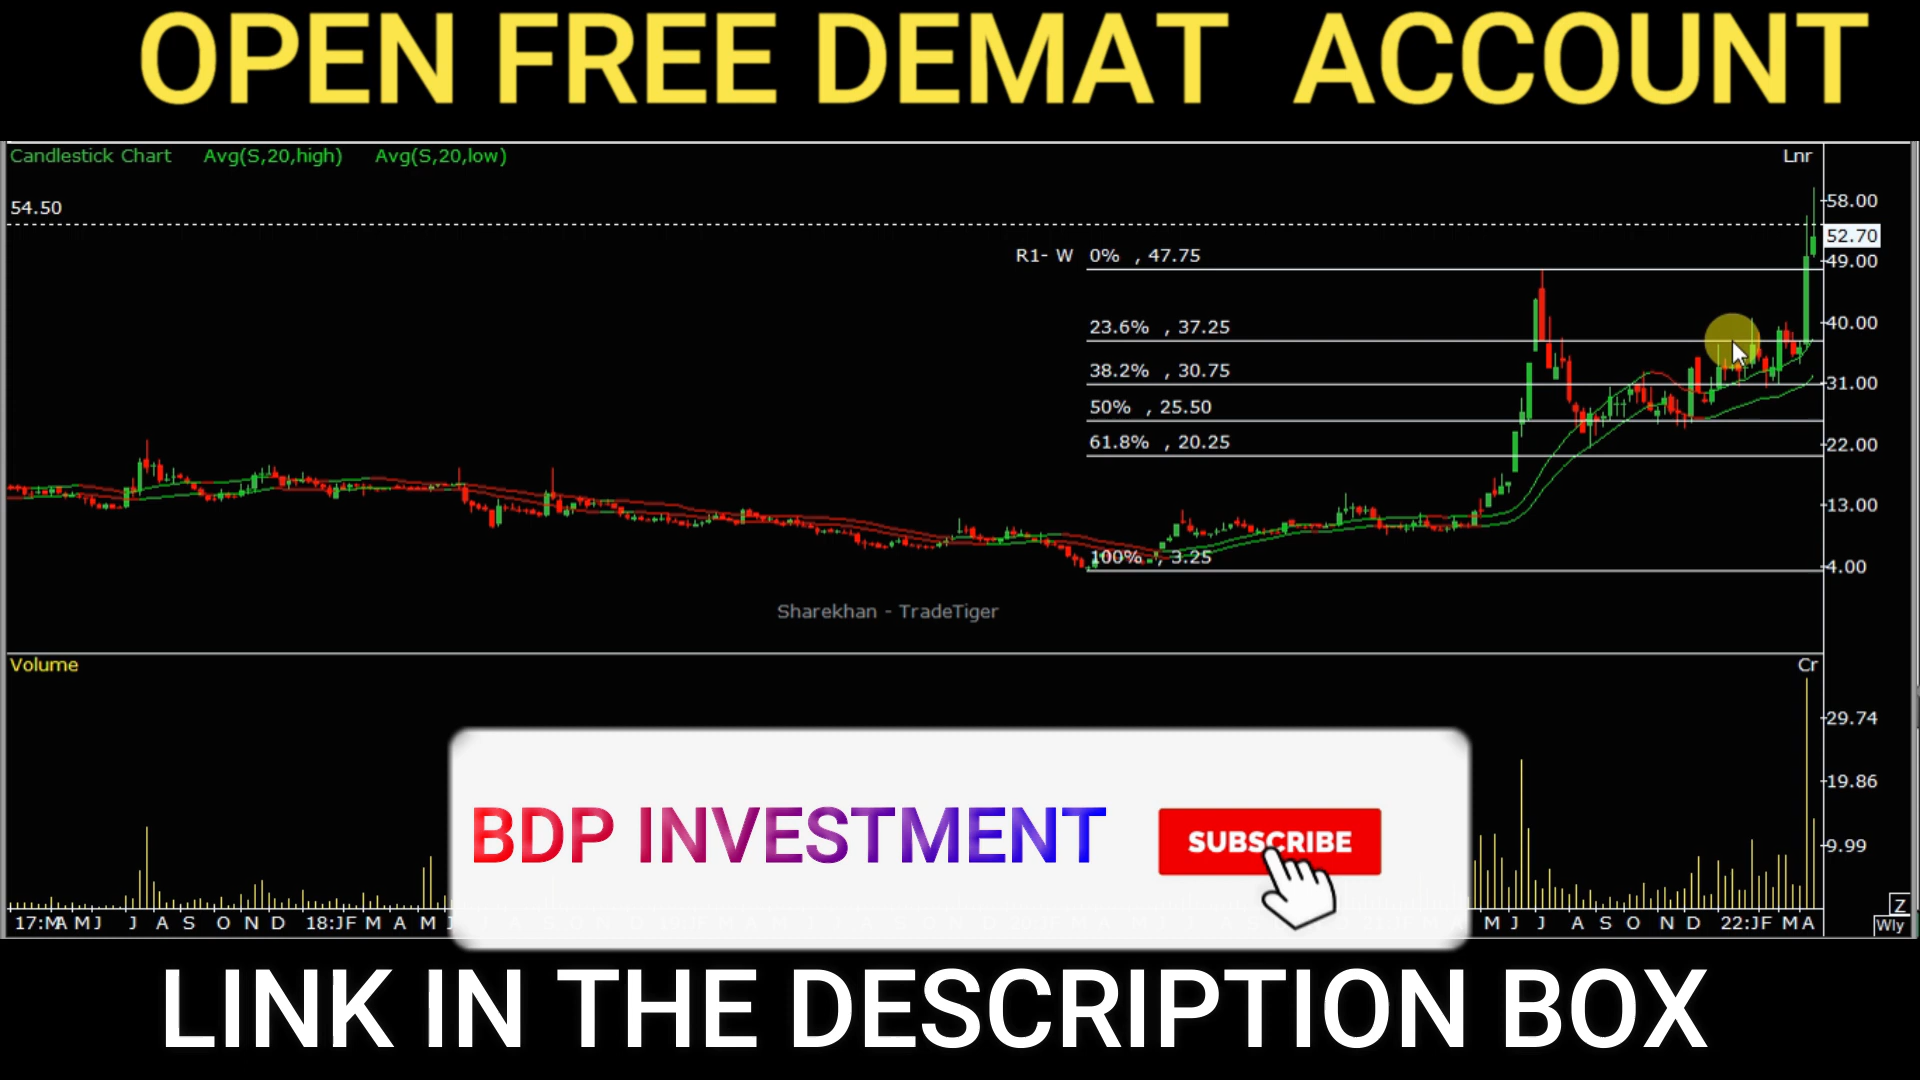 OPEN FREE DEMAT ACCOUNT
Candlestick Chart Avg(S,20,high) Avg(S,20,low) Lnr
54.50
58.00
52.70
R1- W 0% , 47.75
49.00
23.6% , 37.25
40.00
38.2% , 30.75
31.00
50% , 25.50
61.8% , 20.25
22.00
13.00
100% , 3.25
4.00
Sharekhan - TradeTiger
Volume Cr
29.74
19.86
9.99
BDP INVESTMENT SUBSCRIBE
Z
17:MAMJ J A S O N D 18:JF M A M J M J J A S O N D 22:JF MA Wly
LINK IN THE DESCRIPTION BOX